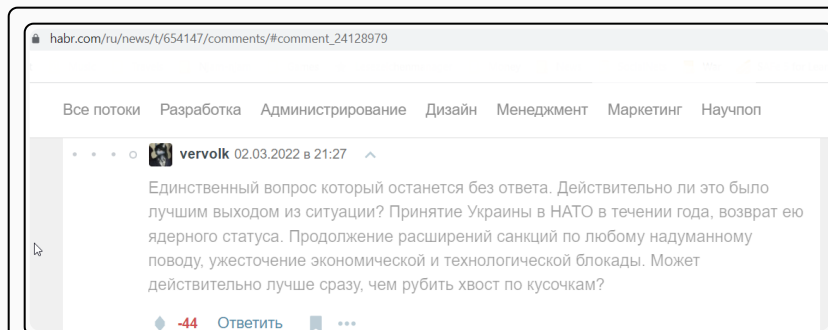 habr.com/ru/news/t/654147/comments/#comment_24128979
Все потоки Разработка Администрирование Дизайн Менеджмент Маркетинг Научпоп
vervolk 02.03.2022 в 21:27
Единственный вопрос который останется без ответа. Действительно ли это было
лучшим выходом из ситуации? Принятие Украины в НАТО в течении года, возврат ею
ядерного статуса. Продолжение расширений санкций по любому надуманному
поводу, ужесточение экономической и технологической блокады. Может
действительно лучше сразу, чем рубить хвост по кусочкам?
-44 Ответить